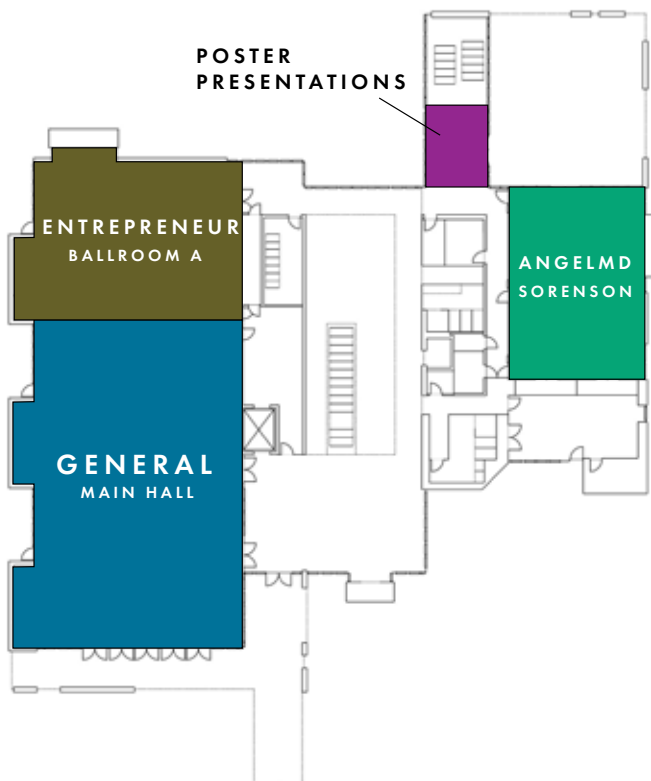 POSTER
PRESENTATIONS
ENTREPRENEUR
BALLROOM A
ANGELMD
SORENSON
GENERAL
MAIN HALL